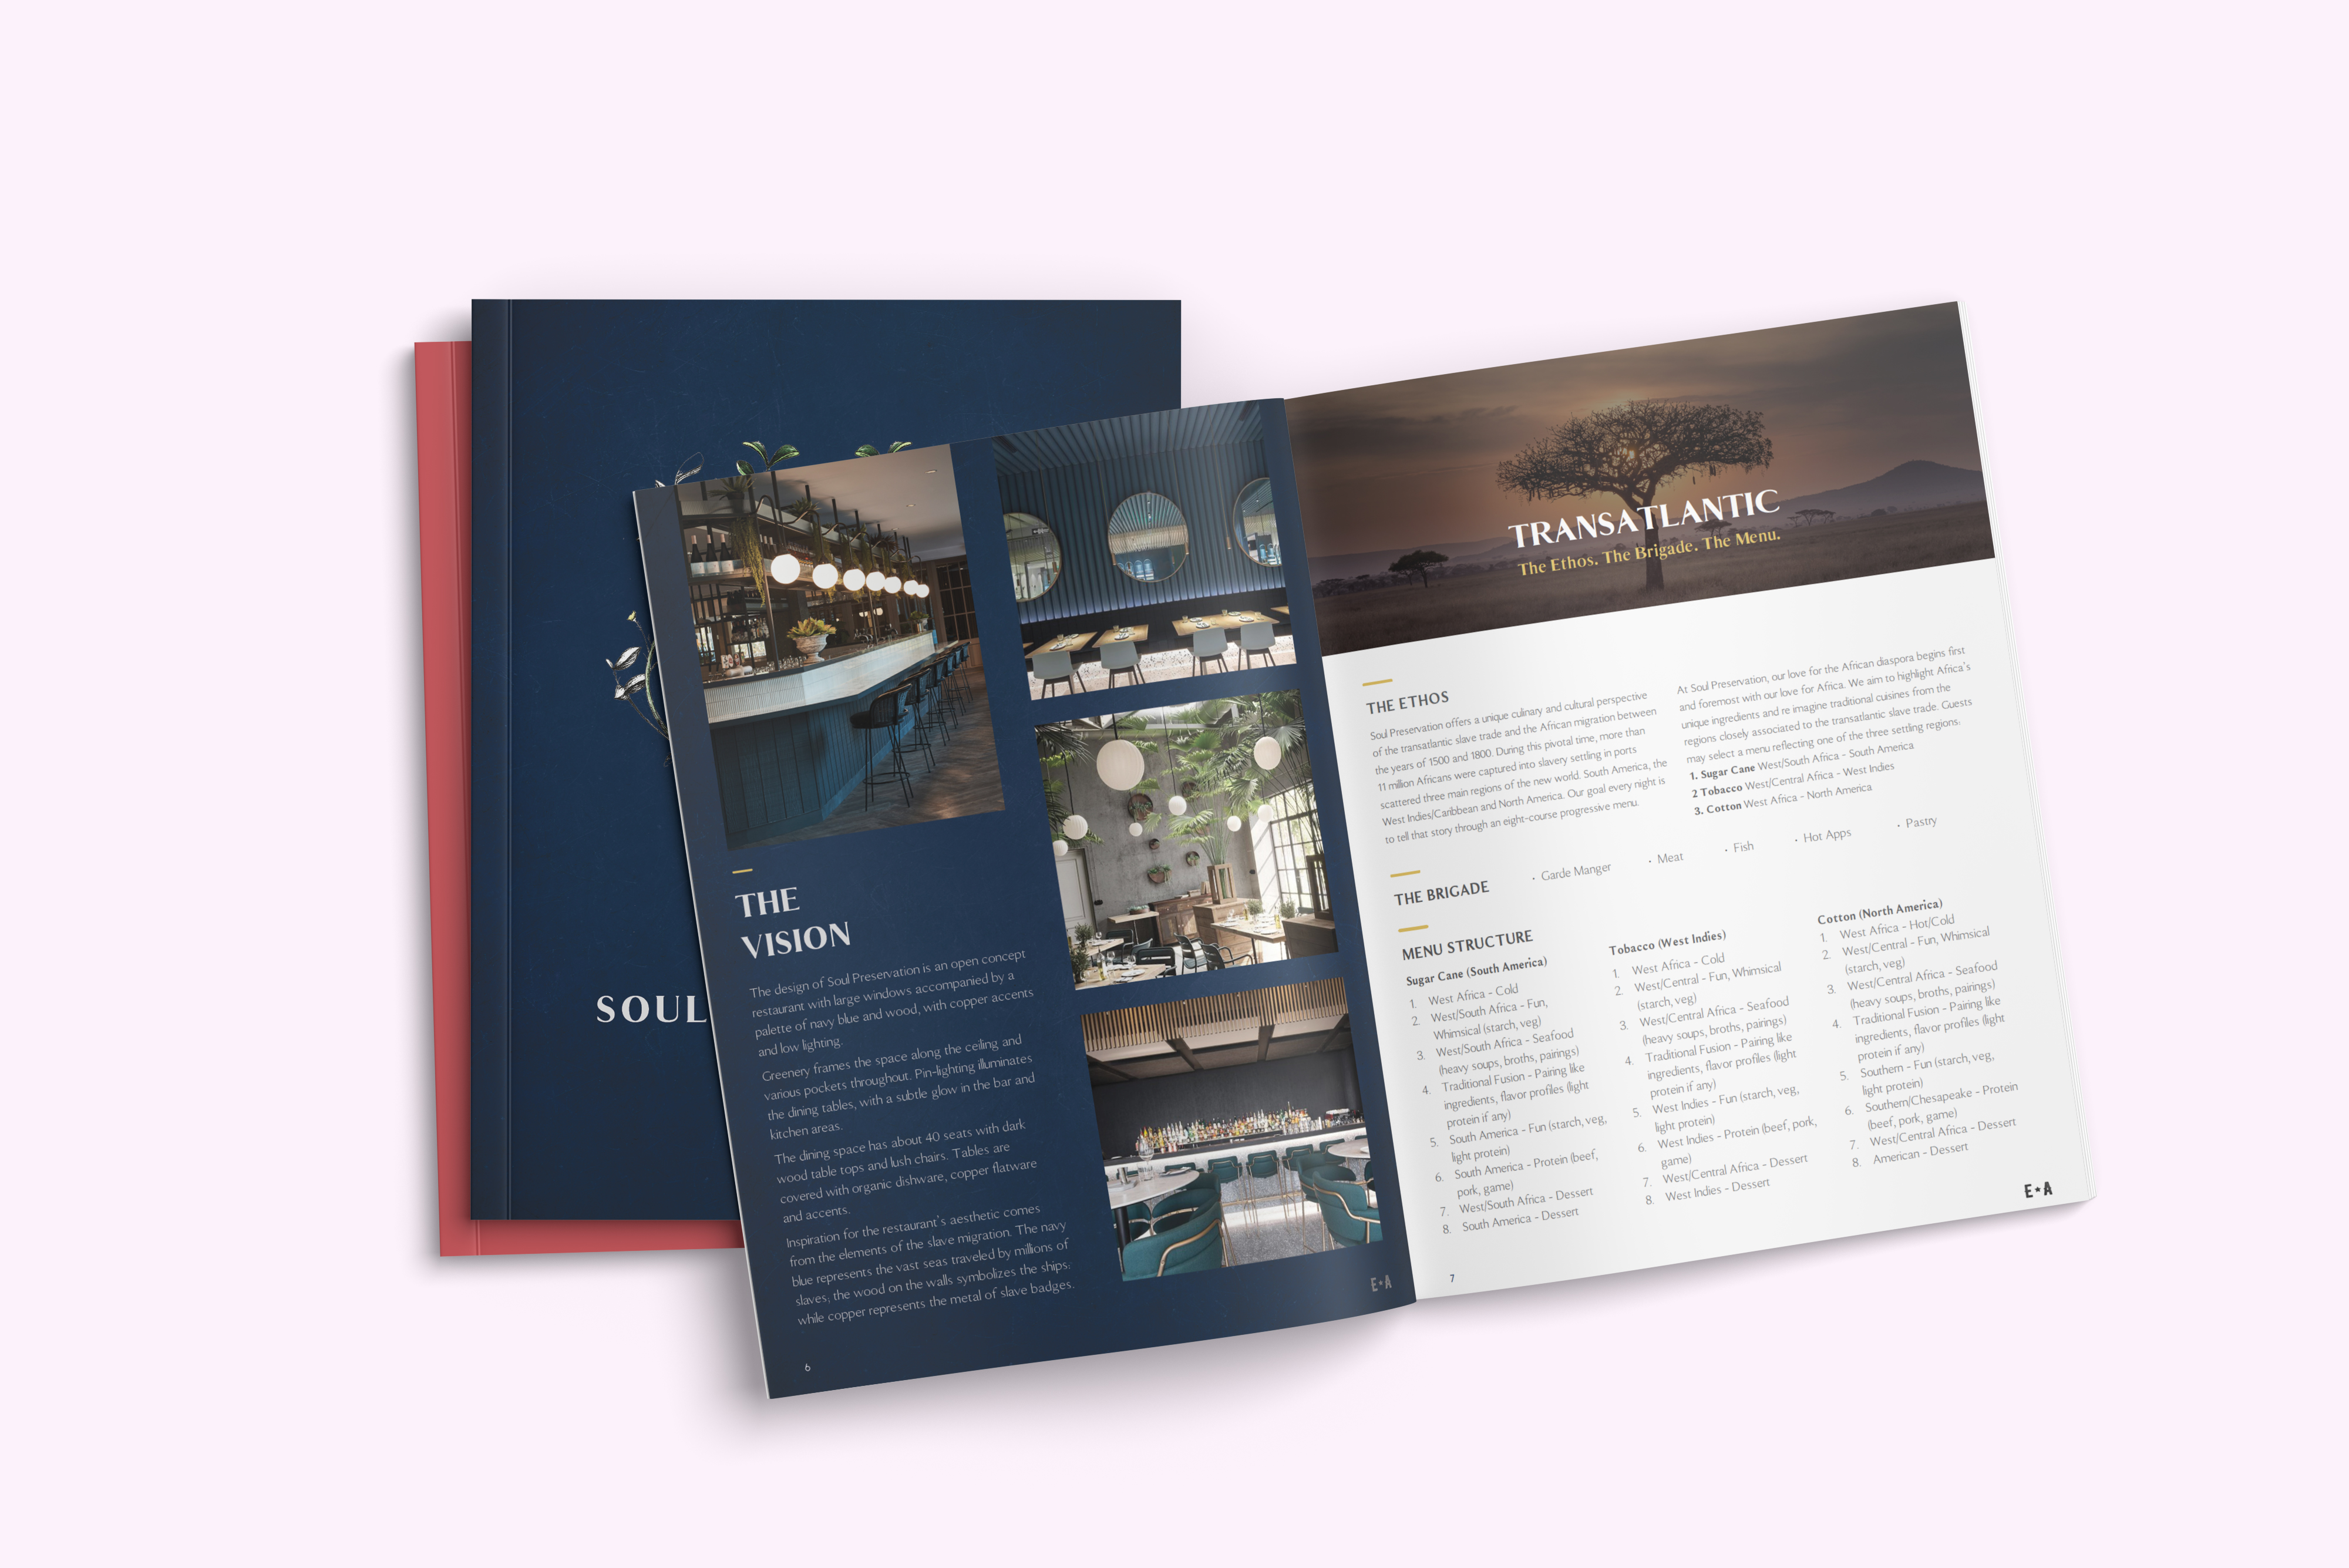 SOUL
THE
VISION
The design of Soul Preservation is an open concept
restaurant with large windows accompanied by a
palette of navy blue and wood, with copper accents
and low lighting.
Greenery frames the space along the ceiling and
various pockets throughout. Pin-lighting illuminates
the dining tables, with a subtle glow in the bar and
kitchen areas.
The dining space has about 40 seats with dark
wood table tops and lush chairs. Tables are
covered with organic dishware, copper flatware
and accents.
Inspiration for the restaurant's aesthetic comes
from the elements of the slave migration. The navy
blue represents the vast seas traveled by millions of
slaves; the wood on the walls symbolizes the ships;
while copper represents the metal of slave badges.
6
E★A
TRANSATLANTIC
The Ethos. The Brigade. The Menu.
THE ETHOS
Soul Preservation offers a unique culinary and cultural perspective
of the transatlantic slave trade and the African migration between
the years of 1500 and 1800. During this pivotal time, more than
11 million Africans were captured into slavery settling in ports
scattered three main regions of the new world. South America, the
West Indies/Caribbean and North America. Our goal every night is
to tell that story through an eight-course progressive menu.
At Soul Preservation, our love for the African diaspora begins first
and foremost with our love for Africa. We aim to highlight Africa's
unique ingredients and re imagine traditional cuisines from the
regions closely associated to the transatlantic slave trade. Guests
may select a menu reflecting one of the three settling regions.
1. Sugar Cane West/South Africa - South America
2 Tobacco West/Central Africa - West Indies
3. Cotton West Africa - North America
THE BRIGADE
• Garde Manger • Meat • Fish • Hot Apps • Pastry
MENU STRUCTURE
Sugar Cane (South America)
1. West Africa - Cold
2. West/South Africa - Fun,
Whimsical (starch, veg)
3. West/South Africa - Seafood
(heavy soups, broths, pairings)
4. Traditional Fusion - Pairing like
ingredients, flavor profiles (light
protein if any)
5. South America - Fun (starch, veg,
light protein)
6. South America - Protein (beef,
pork, game)
7. West/South Africa - Dessert
8. South America - Dessert
Tobacco (West Indies)
1. West Africa - Cold
2. West/Central - Fun, Whimsical
(starch, veg)
3. West/Central Africa - Seafood
(heavy soups, broths, pairings)
4. Traditional Fusion - Pairing like
ingredients, flavor profiles (light
protein if any)
5. West Indies - Fun (starch, veg,
light protein)
6. West Indies - Protein (beef, pork,
game)
7. West/Central Africa - Dessert
8. West Indies - Dessert
Cotton (North America)
1. West Africa - Hot/Cold
2. West/Central - Fun, Whimsical
(starch, veg)
3. West/Central Africa - Seafood
(heavy soups, broths, pairings)
4. Traditional Fusion - Pairing like
ingredients, flavor profiles (light
protein if any)
5. Southern - Fun (starch, veg,
light protein)
6. Southern/Chesapeake - Protein
(beef, pork, game)
7. West/Central Africa - Dessert
8. American - Dessert
7
E★A